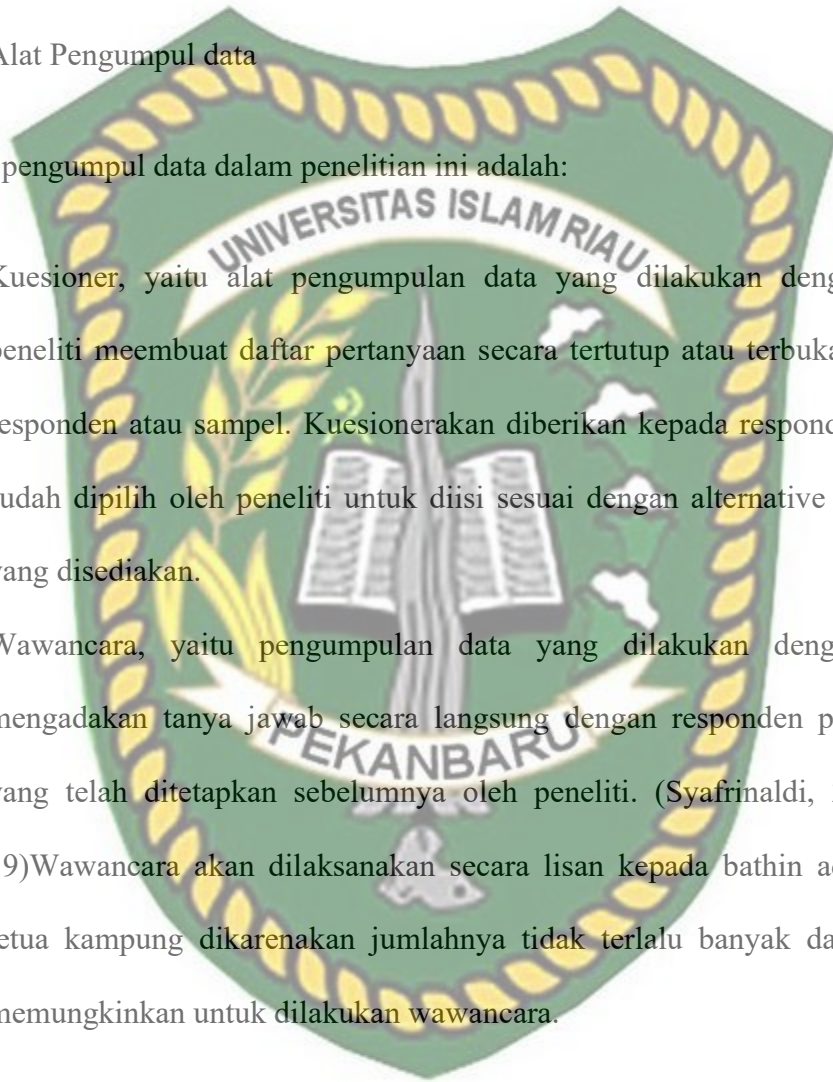 Alat Pengumpul data
pengumpul data dalam penelitian ini adalah:
UNIVERSITAS ISLAM RIAU
Kuesioner, yaitu alat pengumpulan data yang dilakukan deng
peneliti meembuat daftar pertanyaan secara tertutup atau terbuka
esponden atau sampel. Kuesionerakan diberikan kepada respond
udah dipilih oleh peneliti untuk diisi sesuai dengan alternative
yang disediakan.
Wawancara, yaitu pengumpulan data yang dilakukan deng
mengadakan tanya jawab secara langsung dengan responden p
PEKANBARU
yang telah ditetapkan sebelumnya oleh peneliti. (Syafrinaldi,
9)Wawancara akan dilaksanakan secara lisan kepada bathin a
etua kampung dikarenakan jumlahnya tidak terlalu banyak da
memungkinkan untuk dilakukan wawancara.